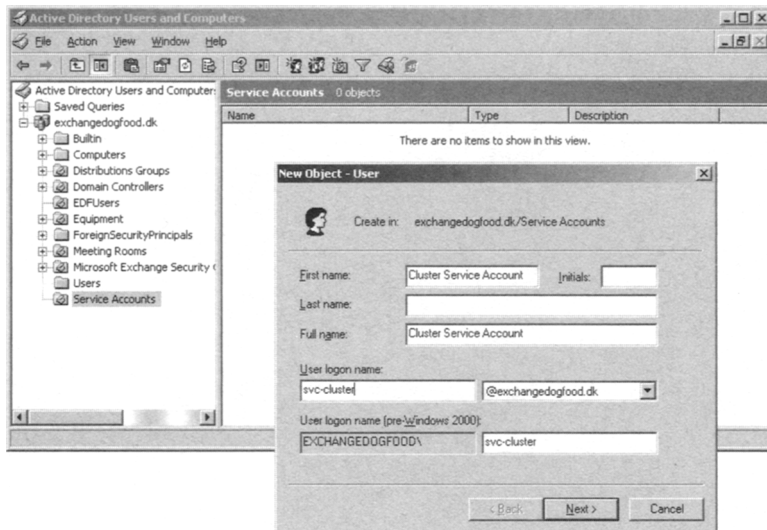 Active Directory Users and Computers
File Action View Window Help
Active Directory Users and Computer:
Service Accounts 0 objects
Saved Queries
Name Type Description
exchangedogfood.dk
There are no items to show in this view.
Builtin
Computers
Distributions Groups
Domain Controllers
EDFUsers
Equipment
ForeignSecurityPrincipals
Meeting Rooms
Microsoft Exchange Security
Users
Service Accounts
New Object - User
Create in: exchangedogfood.dk/Service Accounts
First name: Cluster Service Account Initials:
Last name:
Full name: Cluster Service Account
User logon name:
svc-cluster @exchangedogfood.dk
User logon name (pre-Windows 2000):
EXCHANGEDOGFOOD\ svc-cluster
< Back Next > Cancel